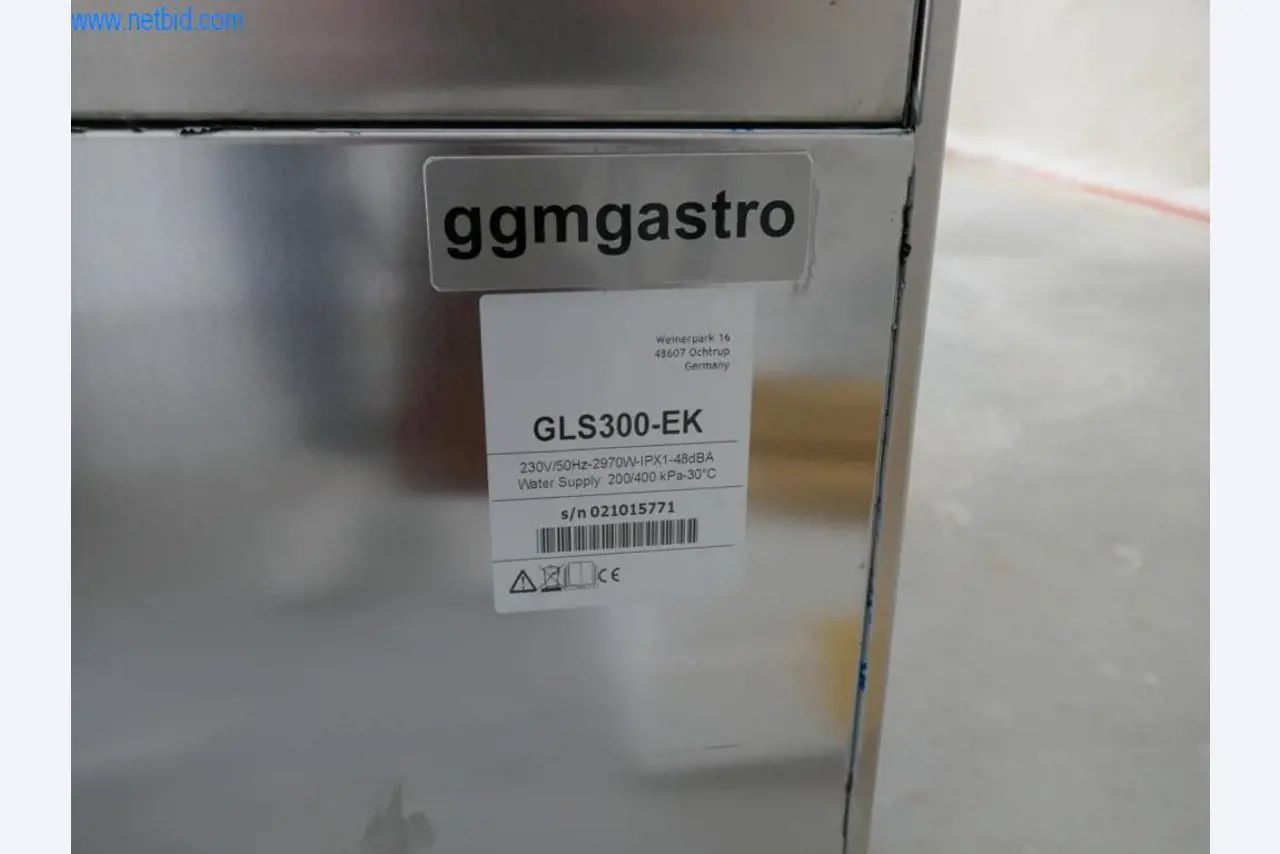 www.netbid.com
ggmgastro
Weinerpark 16
48607 Ochtrup
Germany
GLS300-EK
230V/50Hz-2970W-IPX1-48dBA
Water Supply: 200/400 kPa-30°C
s/n 021015771
CE